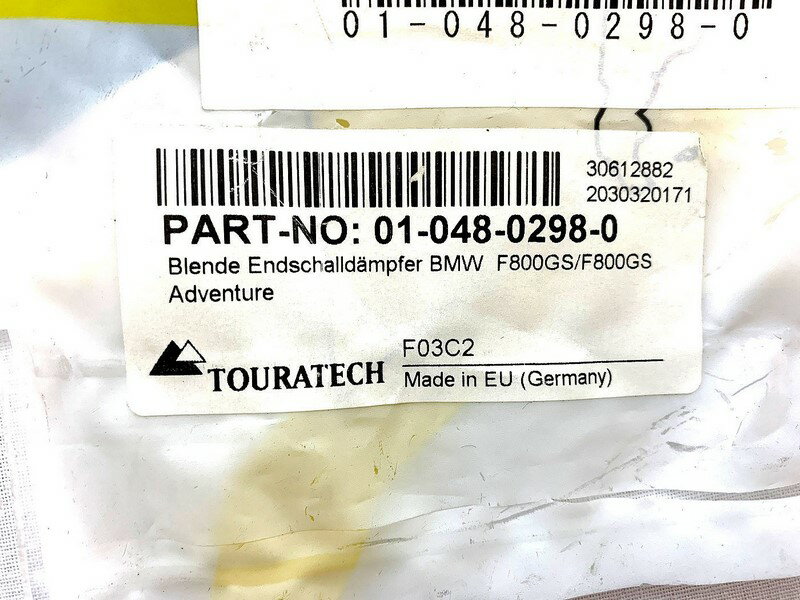 01-048-0298-0
30612882
2030320171
PART-NO: 01-048-0298-0
Blende Endschalldämpfer BMW F800GS/F800GS
Adventure
TOURATECH
F03C2
Made in EU (Germany)